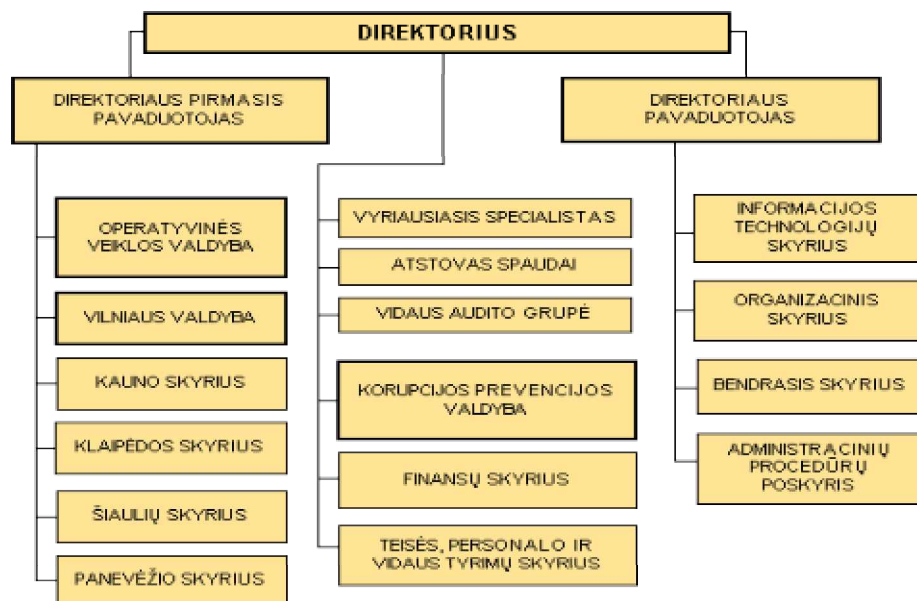 DIREKTORIUS
DIREKTORIAUS PIRMASIS
PAVADUOTOJAS
DIREKTORIAUS
PAVADUOTOJAS
OPERATYVINĖS
VEIKLOS VALDYBA
VILNIAUS VALDYBA
KAUNO SKYRIUS
KLAIPĖDOS SKYRIUS
ŠIAULIŲ SKYRIUS
PANEVĖŽIO SKYRIUS
VYRIAUSIASIS SPECIALISTAS
ATSTOVAS SPAUDAI
VIDAUS AUDITO GRUPĖ
KORUPCIJOS PREVENCIJOS
VALDYBA
FINANSŲ SKYRIUS
TEISĖS, PERSONALO IR
VIDAUS TYRIMŲ SKYRIUS
INFORMACIJOS
TECHNOLOGIJŲ
SKYRIUS
ORGANIZACINIS
SKYRIUS
BENDRASIS SKYRIUS
ADMINISTRACINIŲ
PROCEDŪRŲ
POSKYRIS